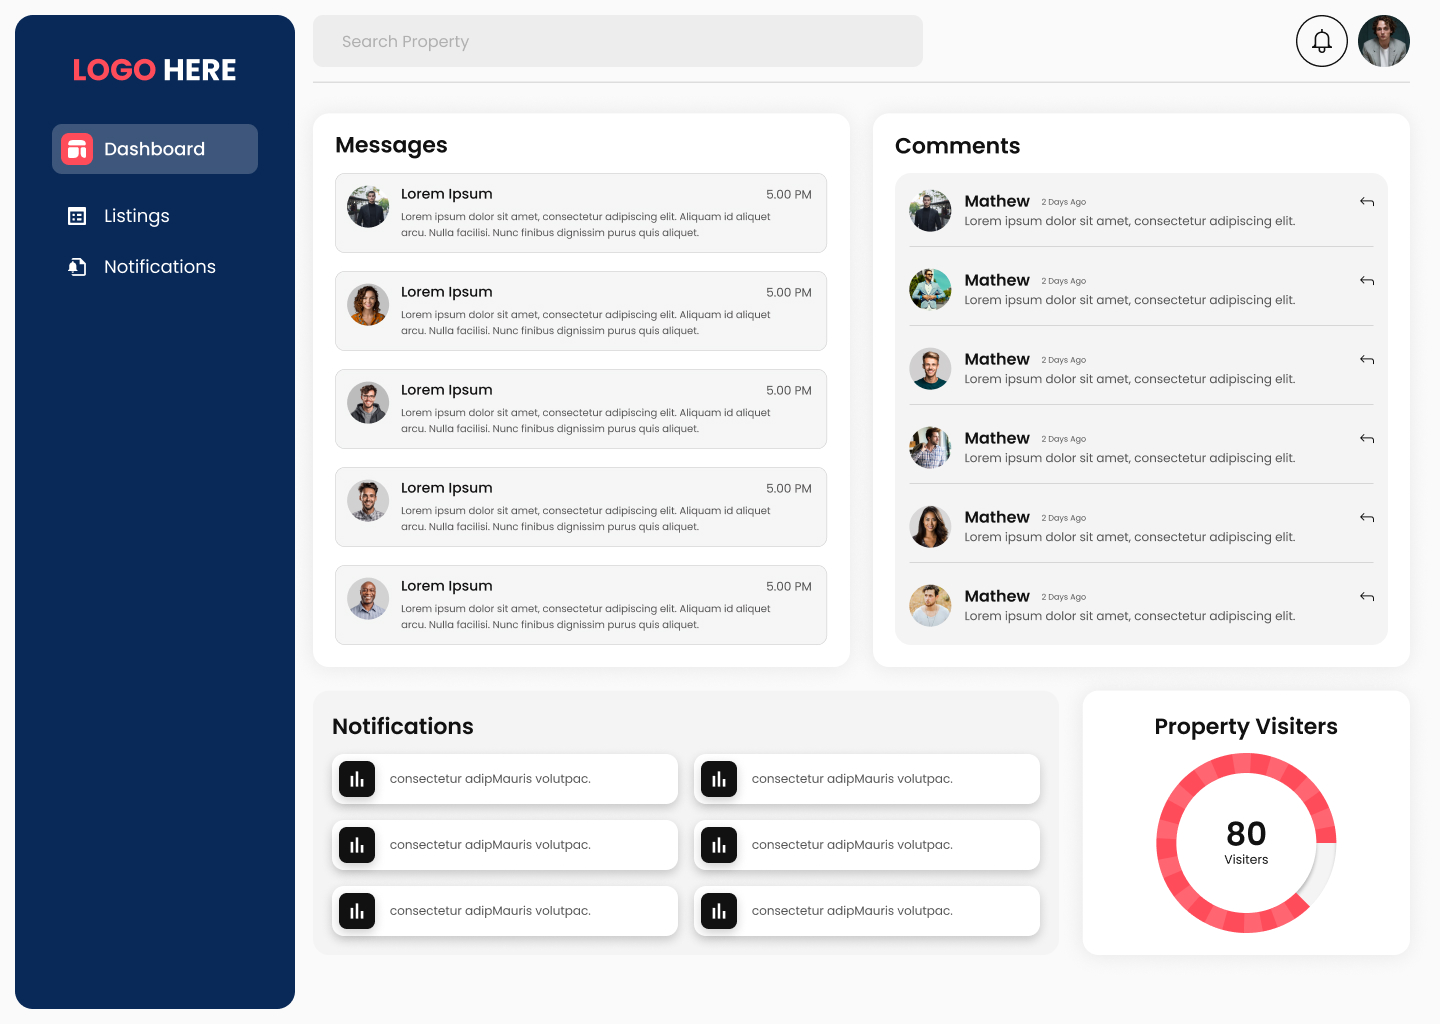 LOGO HERE
Dashboard
Listings
Notifications
Search Property
Messages
Lorem Ipsum
5.00 PM
Lorem ipsum dolor sit amet, consectetur adipiscing elit. Aliquam id aliquet
arcu. Nulla facilisi. Nunc finibus dignissim purus quis aliquet.
Lorem Ipsum
5.00 PM
Lorem ipsum dolor sit amet, consectetur adipiscing elit. Aliquam id aliquet
arcu. Nulla facilisi. Nunc finibus dignissim purus quis aliquet.
Lorem Ipsum
5.00 PM
Lorem ipsum dolor sit amet, consectetur adipiscing elit. Aliquam id aliquet
arcu. Nulla facilisi. Nunc finibus dignissim purus quis aliquet.
Lorem Ipsum
5.00 PM
Lorem ipsum dolor sit amet, consectetur adipiscing elit. Aliquam id aliquet
arcu. Nulla facilisi. Nunc finibus dignissim purus quis aliquet.
Lorem Ipsum
5.00 PM
Lorem ipsum dolor sit amet, consectetur adipiscing elit. Aliquam id aliquet
arcu. Nulla facilisi. Nunc finibus dignissim purus quis aliquet.
Comments
Mathew 2 Days Ago
Lorem ipsum dolor sit amet, consectetur adipiscing elit.
Mathew 2 Days Ago
Lorem ipsum dolor sit amet, consectetur adipiscing elit.
Mathew 2 Days Ago
Lorem ipsum dolor sit amet, consectetur adipiscing elit.
Mathew 2 Days Ago
Lorem ipsum dolor sit amet, consectetur adipiscing elit.
Mathew 2 Days Ago
Lorem ipsum dolor sit amet, consectetur adipiscing elit.
Mathew 2 Days Ago
Lorem ipsum dolor sit amet, consectetur adipiscing elit.
Notifications
consectetur adipMauris volutpac.
consectetur adipMauris volutpac.
consectetur adipMauris volutpac.
consectetur adipMauris volutpac.
consectetur adipMauris volutpac.
consectetur adipMauris volutpac.
Property Visiters
80
Visiters